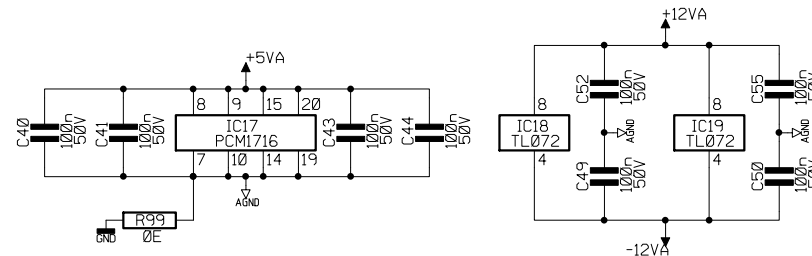 +12VA
+5VA
C52
100n
50V
C55
100n
50V
8
9
15
20
8
8
C40
100n
50V
C41
100n
50V
IC17
PCM1716
C43
100n
50V
C44
100n
50V
IC18
TL072
AGND
IC19
TL072
AGND
7
10
14
19
4
4
C49
100n
50V
C50
100n
50V
AGND
R99
0E
GND
-12VA